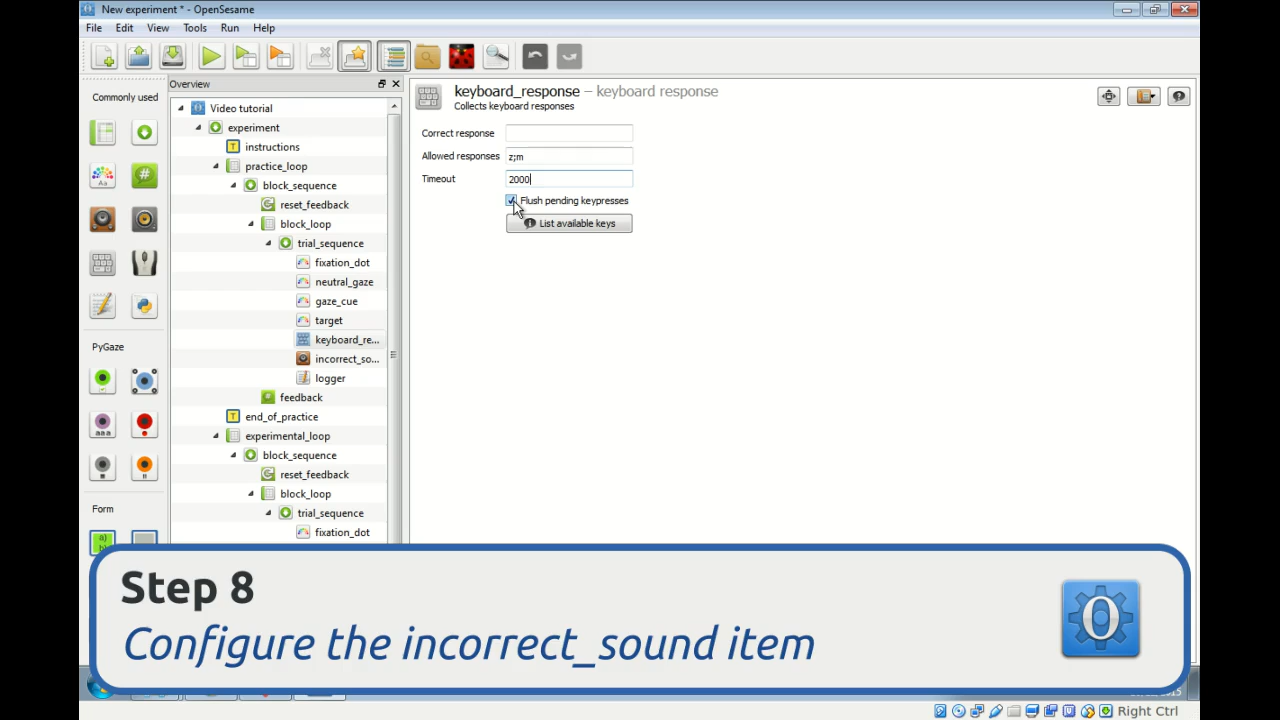 New experiment * - OpenSesame
File Edit View Tools Run Help
Commonly used
Aa
PyGaze
aaa
Form
a)
Overview
Video tutorial
experiment
T instructions
practice_loop
block_sequence
reset_feedback
block_loop
trial_sequence
fixation_dot
neutral_gaze
gaze_cue
target
keyboard_re...
incorrect_so...
logger
feedback
T end_of_practice
experimental_loop
block_sequence
reset_feedback
block_loop
trial_sequence
fixation_dot
keyboard_response – keyboard response
Collects keyboard responses
Correct response
Allowed responses z;m
Timeout 2000
Flush pending keypresses
List available keys
Step 8
Configure the incorrect_sound item
Right Ctrl